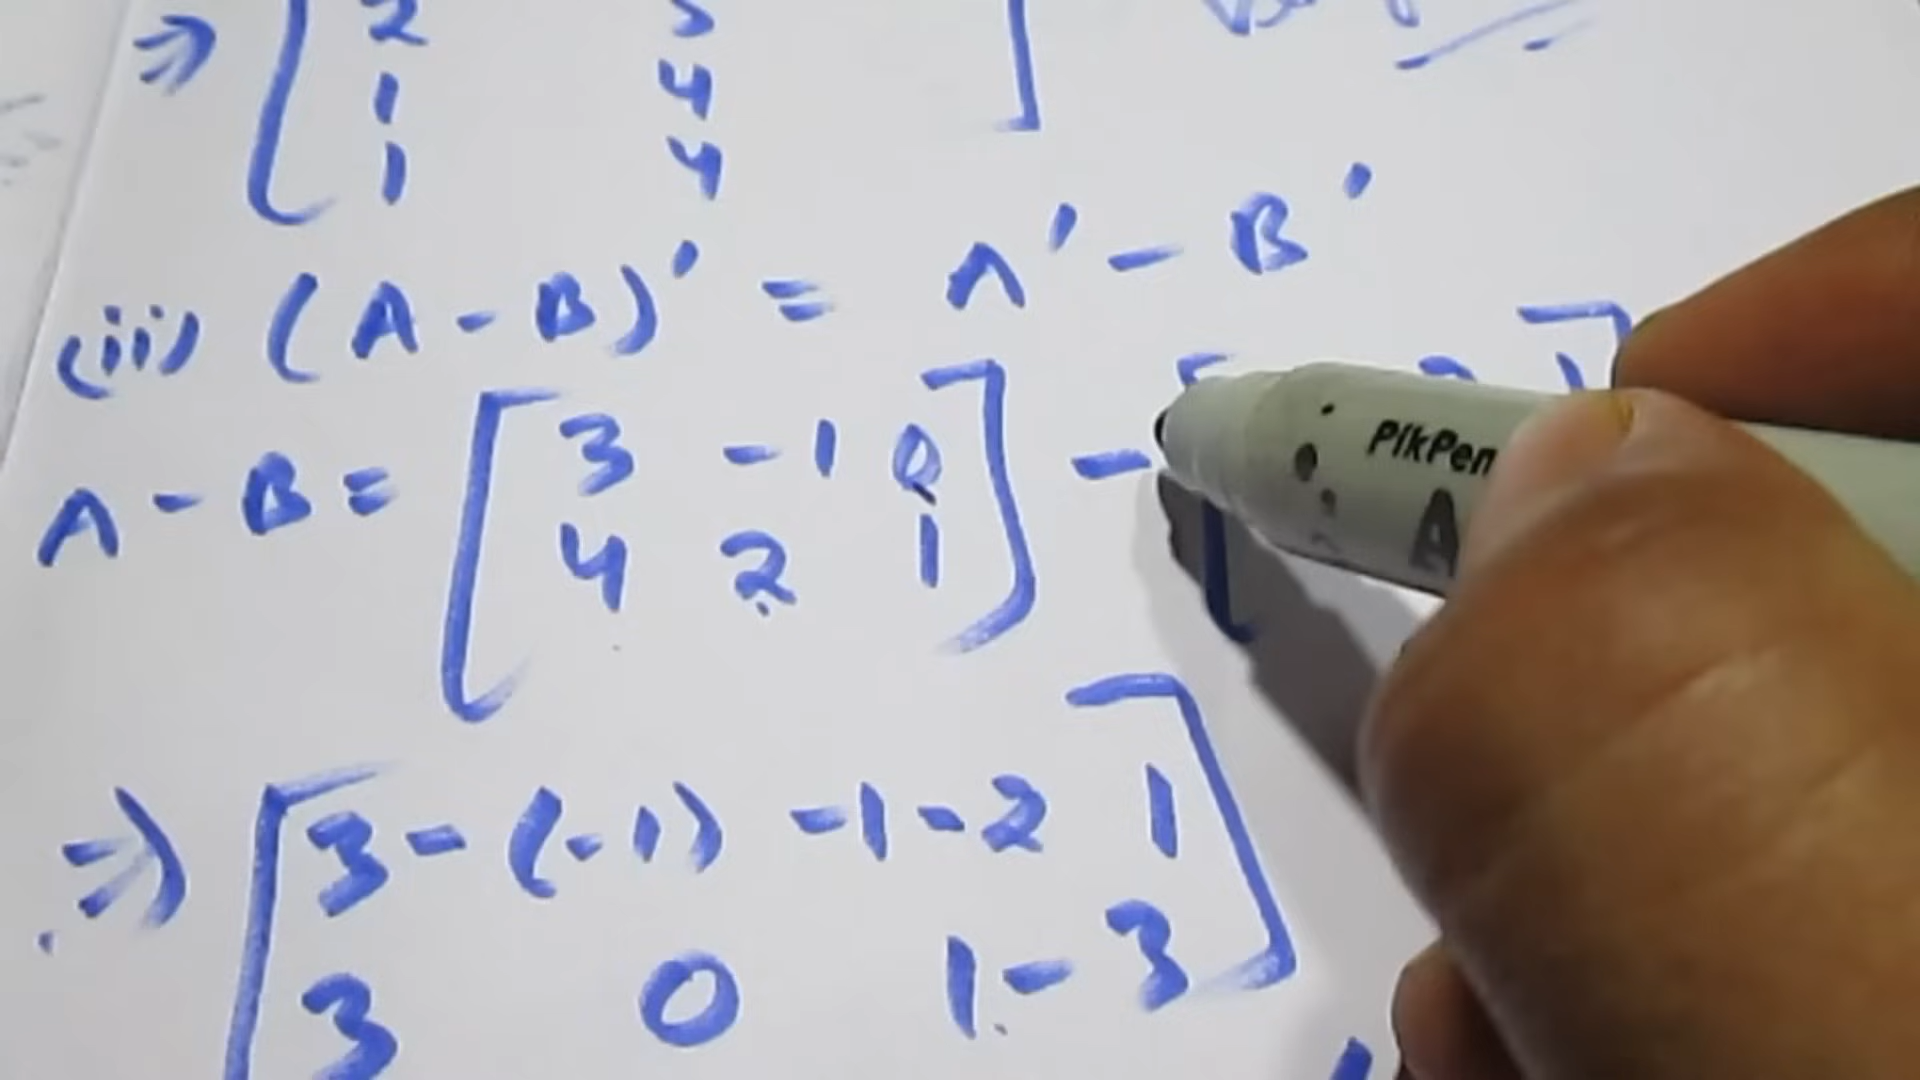 ⇒ [ 2
1 4
1 4 ]
(ii) (A - B)' = A' - B'
A - B = [ 3 -1 0 ] - [ 1 ]
4 2 1
PikPen
A
⇒ [ 3 - (-1) -1 - 2 1
3 0 1 - 3 ]